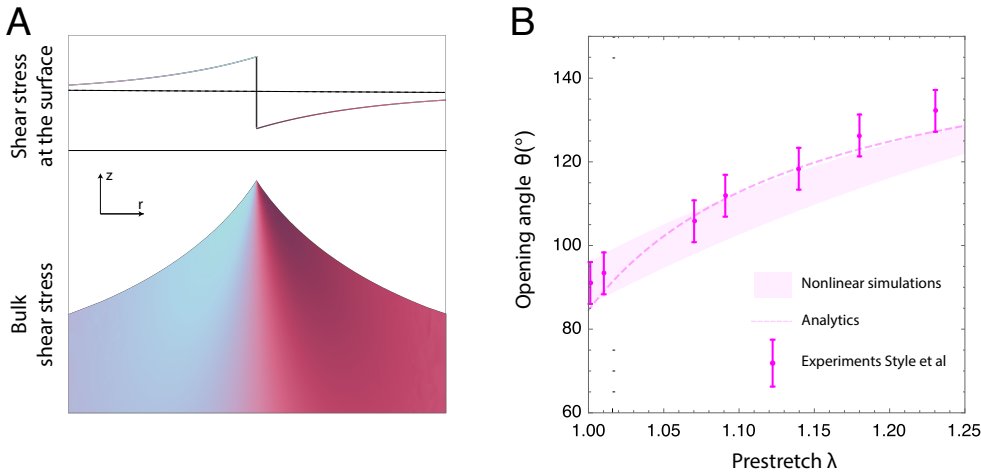 A
Shear stress
at the surface
z
r
Bulk
shear stress
B
Opening angle θ(°)
140
120
100
80
60
Nonlinear simulations
Analytics
Experiments Style et al
1.00 1.05 1.10 1.15 1.20 1.25
Prestretch λ